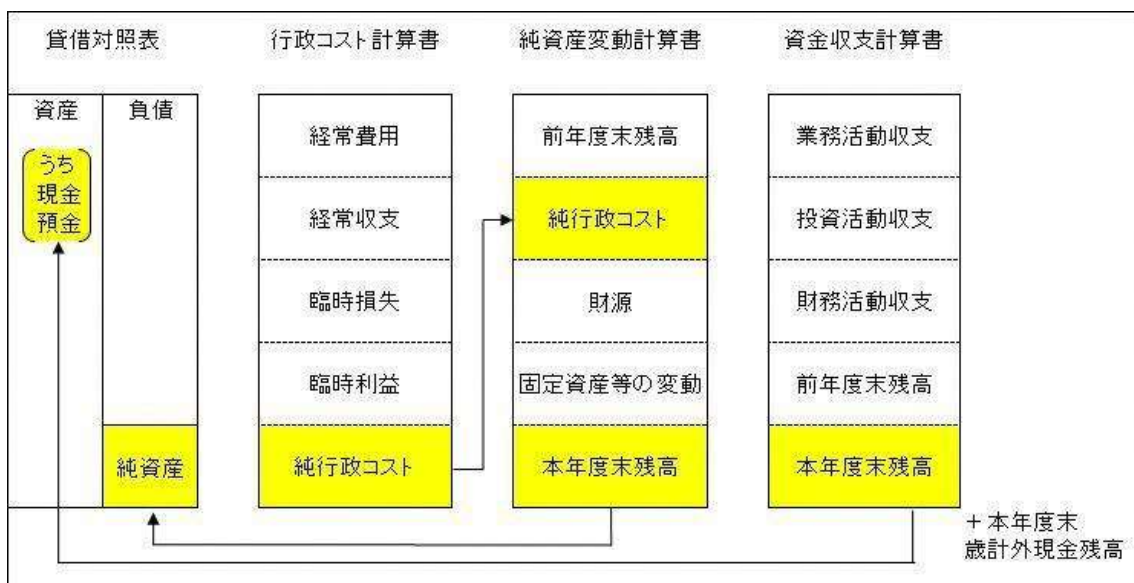 貸借対照表
行政コスト計算書
純資産変動計算書
資金収支計算書
資産
負債
うち
現金
預金
純資産
経常費用
経常収支
臨時損失
臨時利益
純行政コスト
前年度末残高
純行政コスト
財源
固定資産等の変動
本年度末残高
業務活動収支
投資活動収支
財務活動収支
前年度末残高
本年度末残高
+本年度末
歳計外現金残高